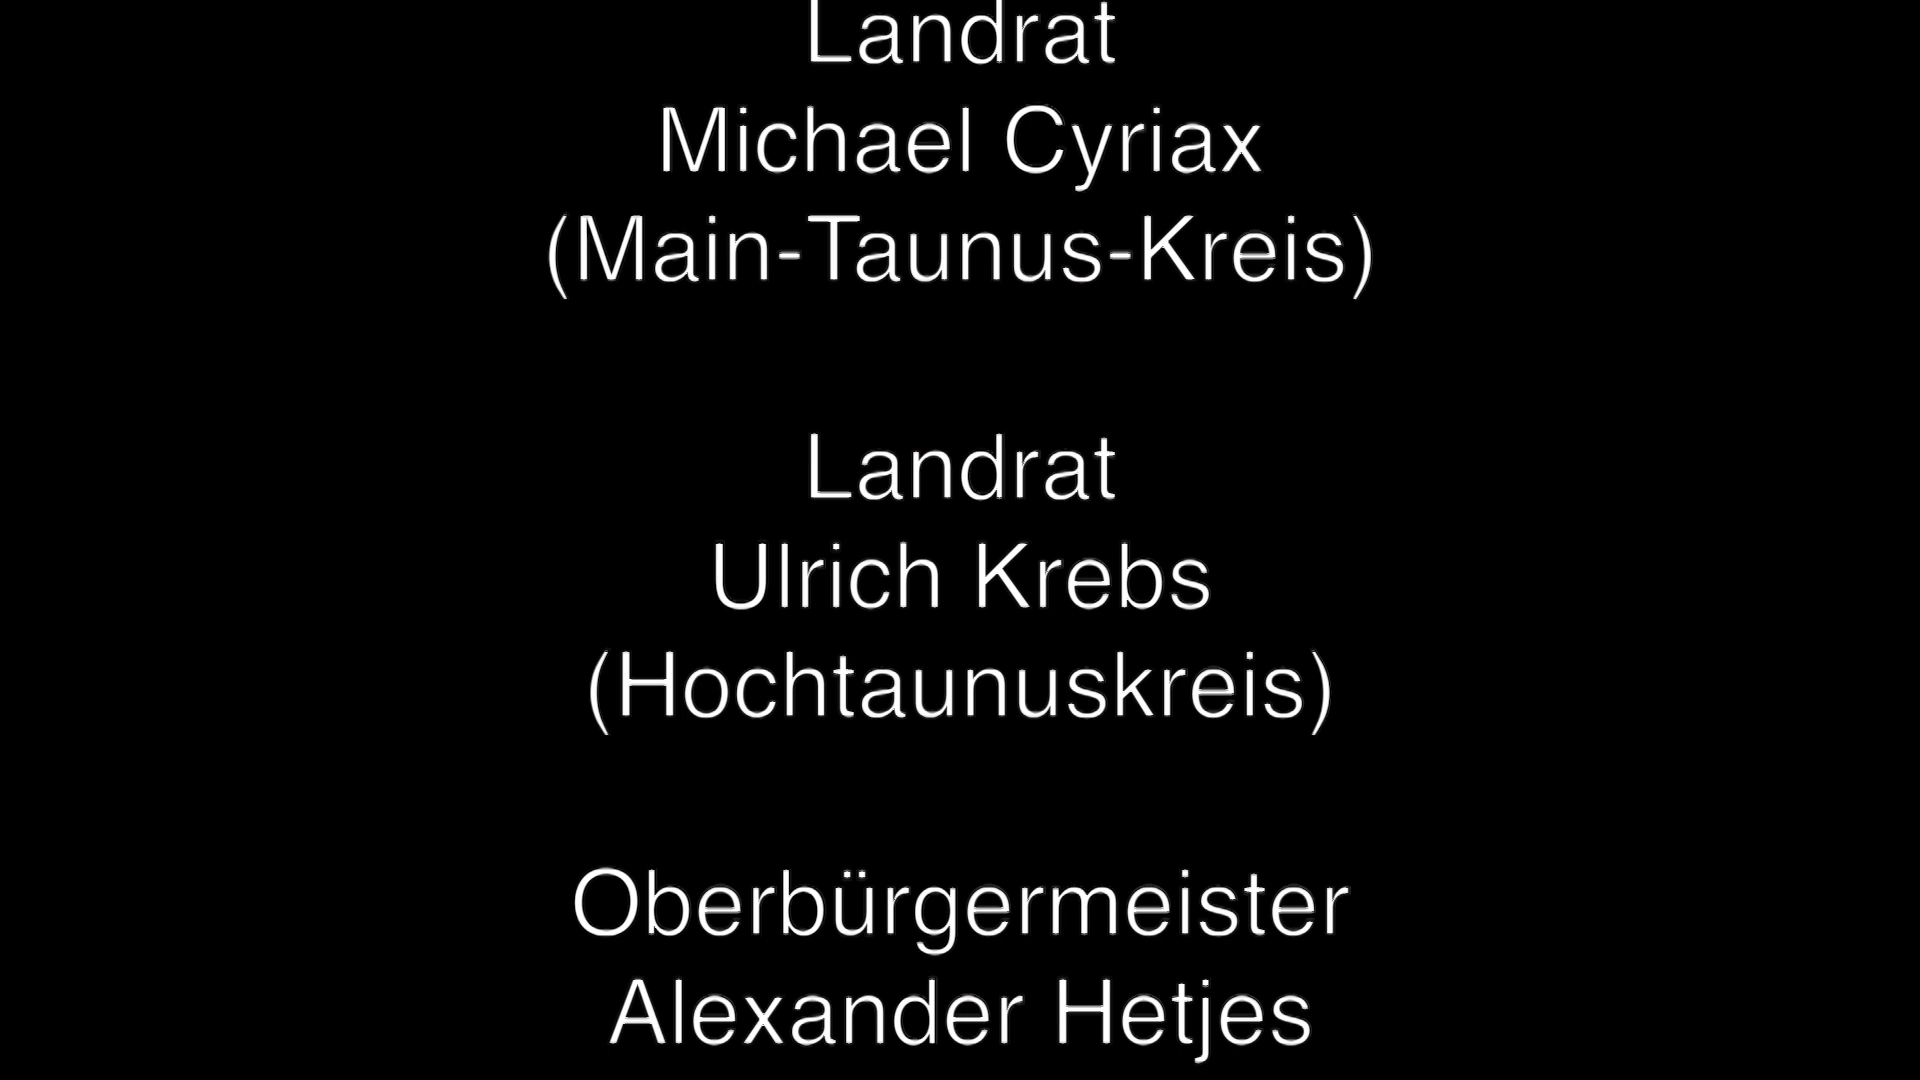 Landrat
Michael Cyriax
(Main-Taunus-Kreis)
Landrat
Ulrich Krebs
(Hochtaunuskreis)
Oberbürgermeister
Alexander Hetjes